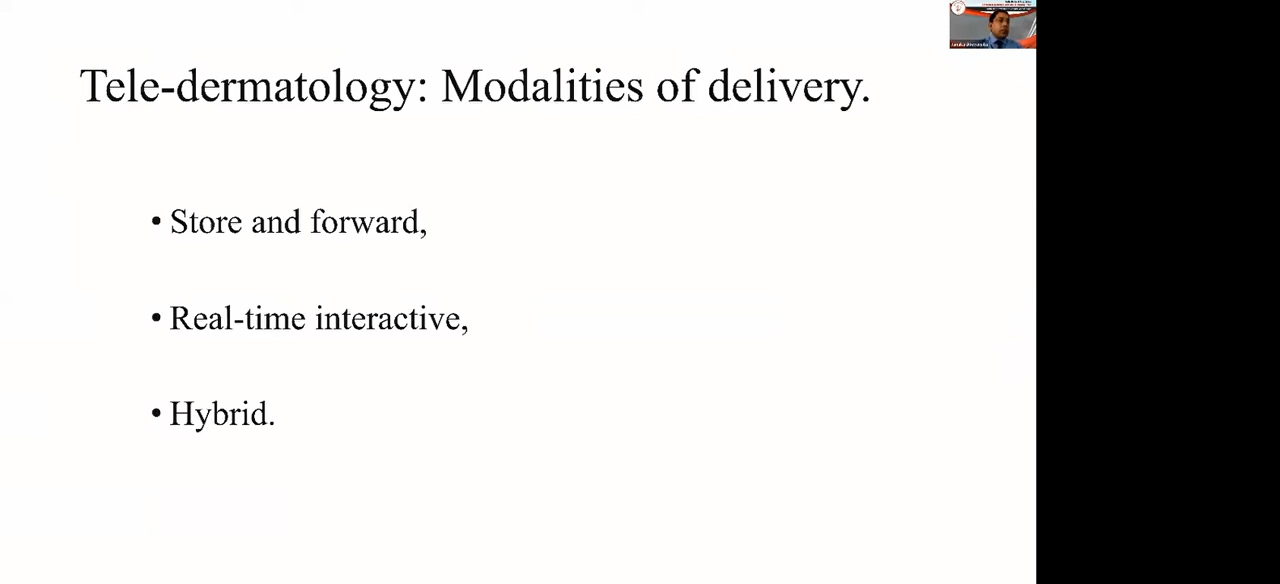 Tele-dermatology: Modalities of delivery.
• Store and forward,
• Real-time interactive,
• Hybrid.